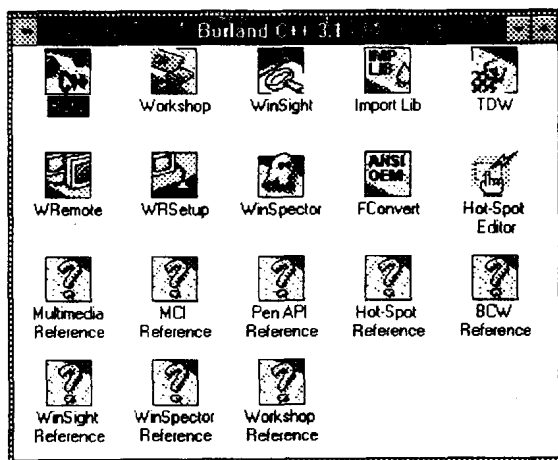 Borland C++ 3.1
C++
IMP
LIB
Workshop WinSight Import Lib TDW
ANSI
OEM
WRemote WRSetup WinSpector FConvert Hot-Spot
Editor
Multimedia MCI Pen API Hot-Spot BCW
Reference Reference Reference Reference Reference
WinSight WinSpector Workshop
Reference Reference Reference